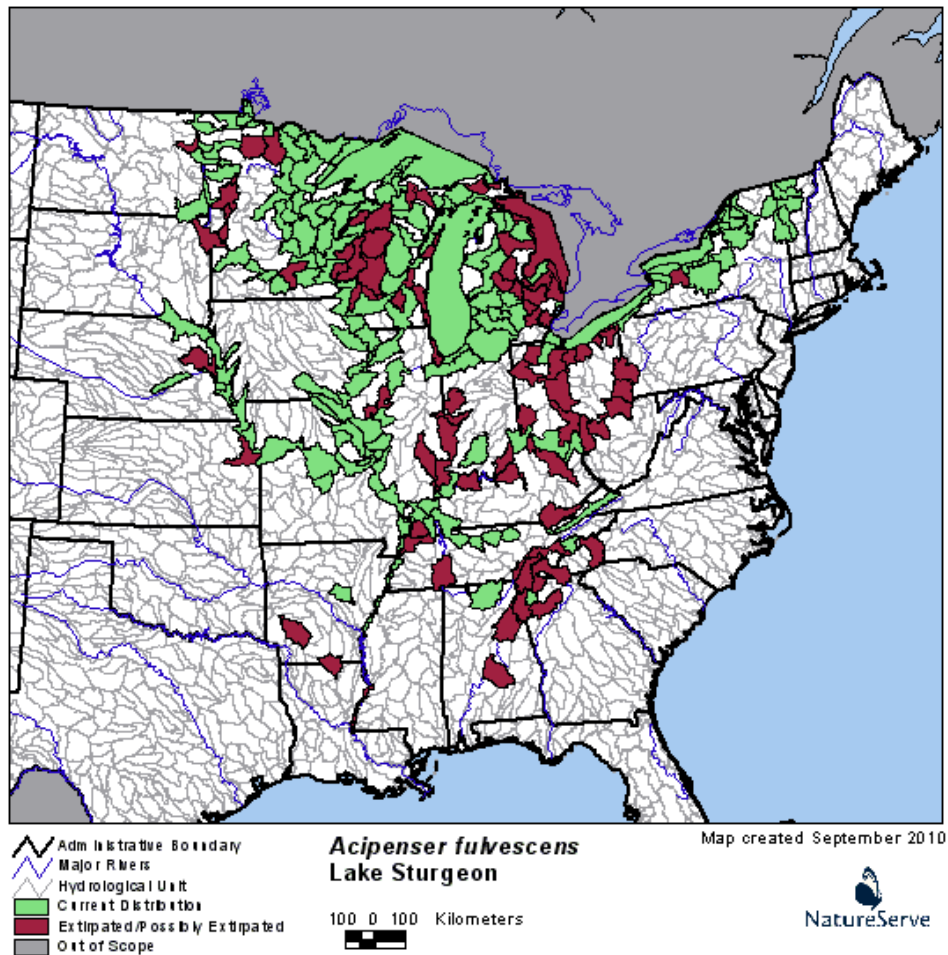 Administrative Boundary
Major Rivers
Hydrological Unit
Current Distribution
Extirpated/Possibly Extirpated
Out of Scope
Acipenser fulvescens
Lake Sturgeon
100 0 100 Kilometers
Map created September 2010
NatureServe